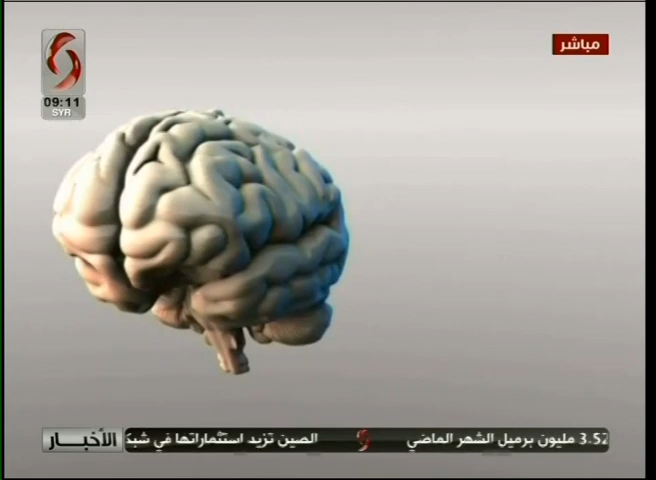 مباشر
09:11
SYR
3.52 مليون برميل الشهر الماضي
الصين تزيد استثماراتها في
الأخبار